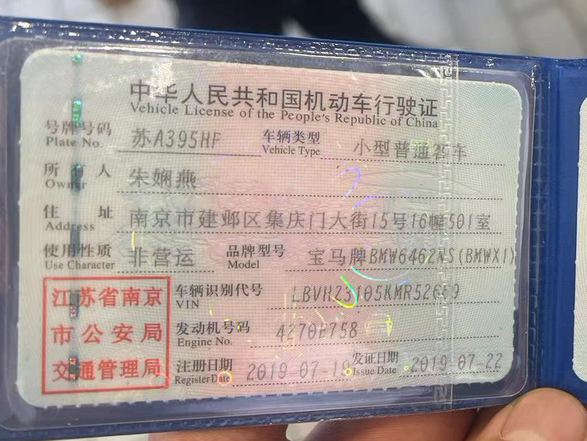 中华人民共和国机动车行驶证
Vehicle License of the People's Republic of China
号牌号码 苏A395HF 车辆类型 小型普通客车
Plate No. Vehicle Type
所有人 朱娴燕
Owner
住址 南京市建邺区集庆门大街15号16幢501室
Address
使用性质 非营运 品牌型号 宝马牌BMW6462NS(BMWX1)
Use Character Model
江苏省南京
市公安局
交通管理局
车辆识别代号
VIN
发动机号码
Engine No.
注册日期 发证日期 2019-07-22
Register Date Issue Date